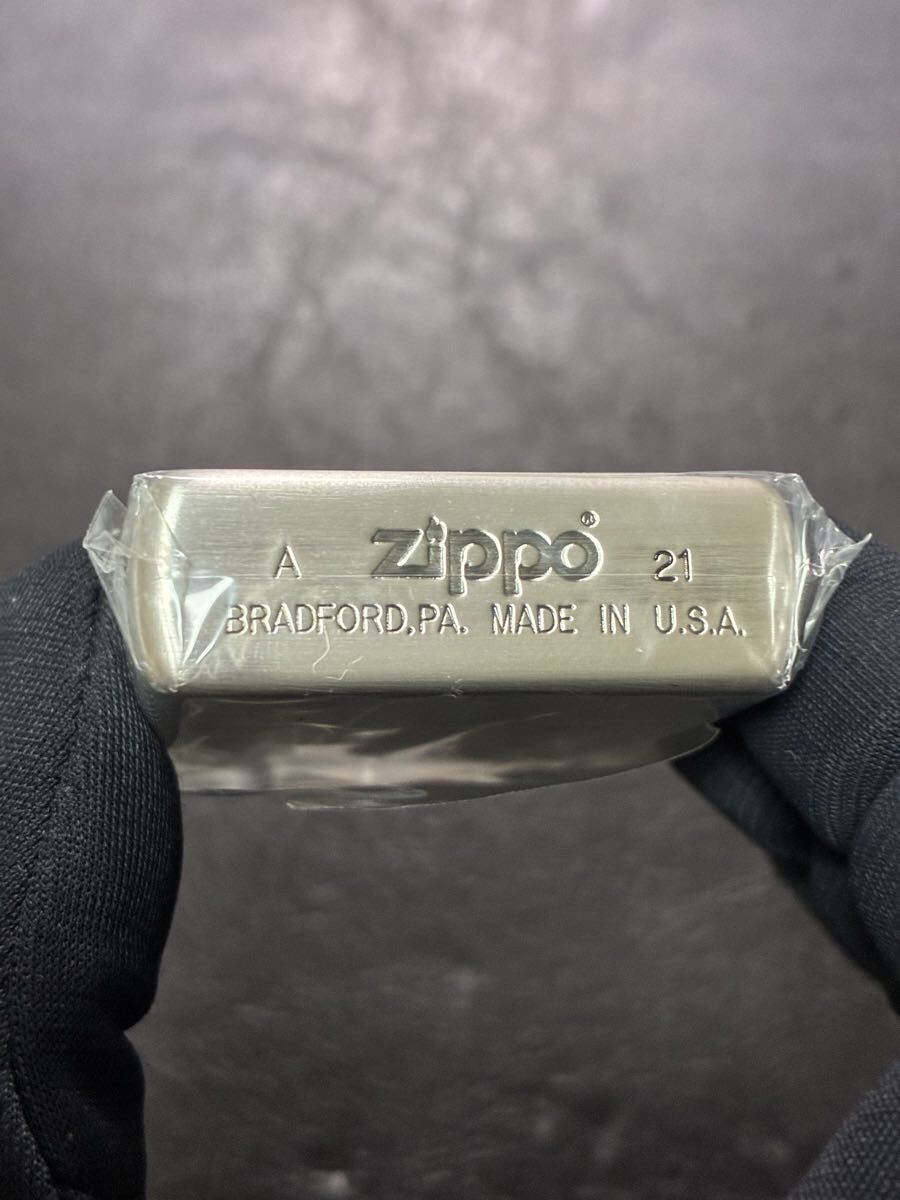 A Zippo® 21
BRADFORD,PA. MADE IN U.S.A.